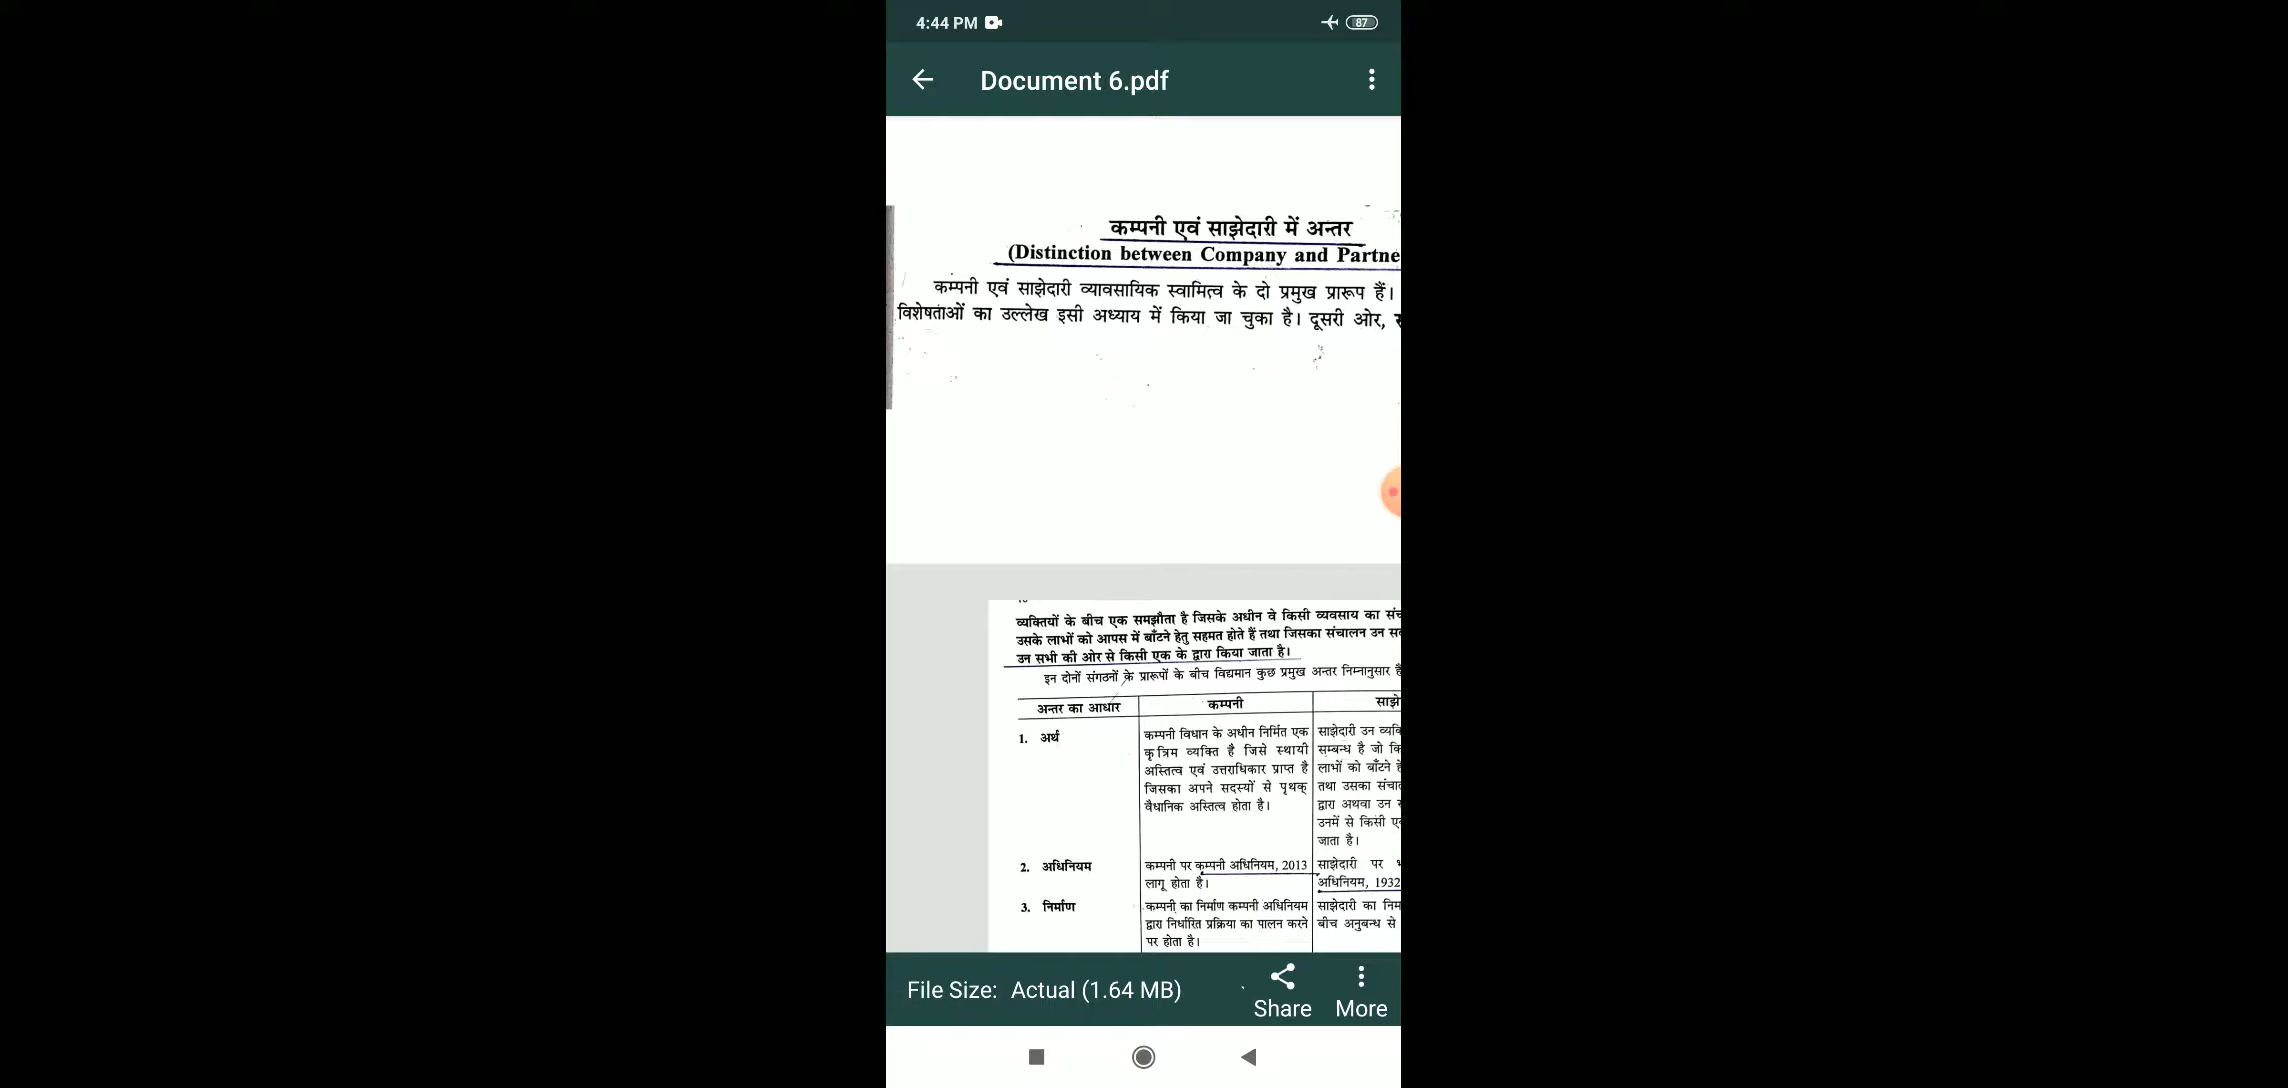 4:44 PM
87
Document 6.pdf
कम्पनी एवं साझेदारी में अन्तर
(Distinction between Company and Partne
कम्पनी एवं साझेदारी व्यावसायिक स्वामित्व के दो प्रमुख प्रारूप हैं।
विशेषताओं का उल्लेख इसी अध्याय में किया जा चुका है। दूसरी ओर,
व्यक्तियों के बीच एक समझौता है जिसके अधीन वे किसी व्यवसाय का
उसके लाभों को आपस में बाँटने हेतु सहमत होते हैं तथा जिसका संचालन उन
उन सभी की ओर से किसी एक के द्वारा किया जाता है।
इन दोनों संगठनों के प्रारूपों के बीच विद्यमान कुछ प्रमुख अन्तर निम्नानुसार
अन्तर का आधार कम्पनी साझे
1. अर्थ
कम्पनी विधान के अधीन निर्मित एक
कृत्रिम व्यक्ति है जिसे स्थायी
अस्तित्व एवं उत्तराधिकार प्राप्त है
जिसका अपने सदस्यों से पृथक्
वैधानिक अस्तित्व होता है।
साझेदारी उन
सम्बन्ध है जो
लाभों को बाँटने
तथा उसका
द्वारा अथवा उन
उनमें से किसी
जाता है।
2. अधिनियम
कम्पनी पर कम्पनी अधिनियम, 2013
लागू होता है।
साझेदारी पर
अधिनियम, 1932
3. निर्माण
कम्पनी का निर्माण कम्पनी अधिनियम
द्वारा निर्धारित प्रक्रिया का पालन करने
पर होता है।
साझेदारी का
बीच अनुबन्ध से
File Size: Actual (1.64 MB)
Share
More